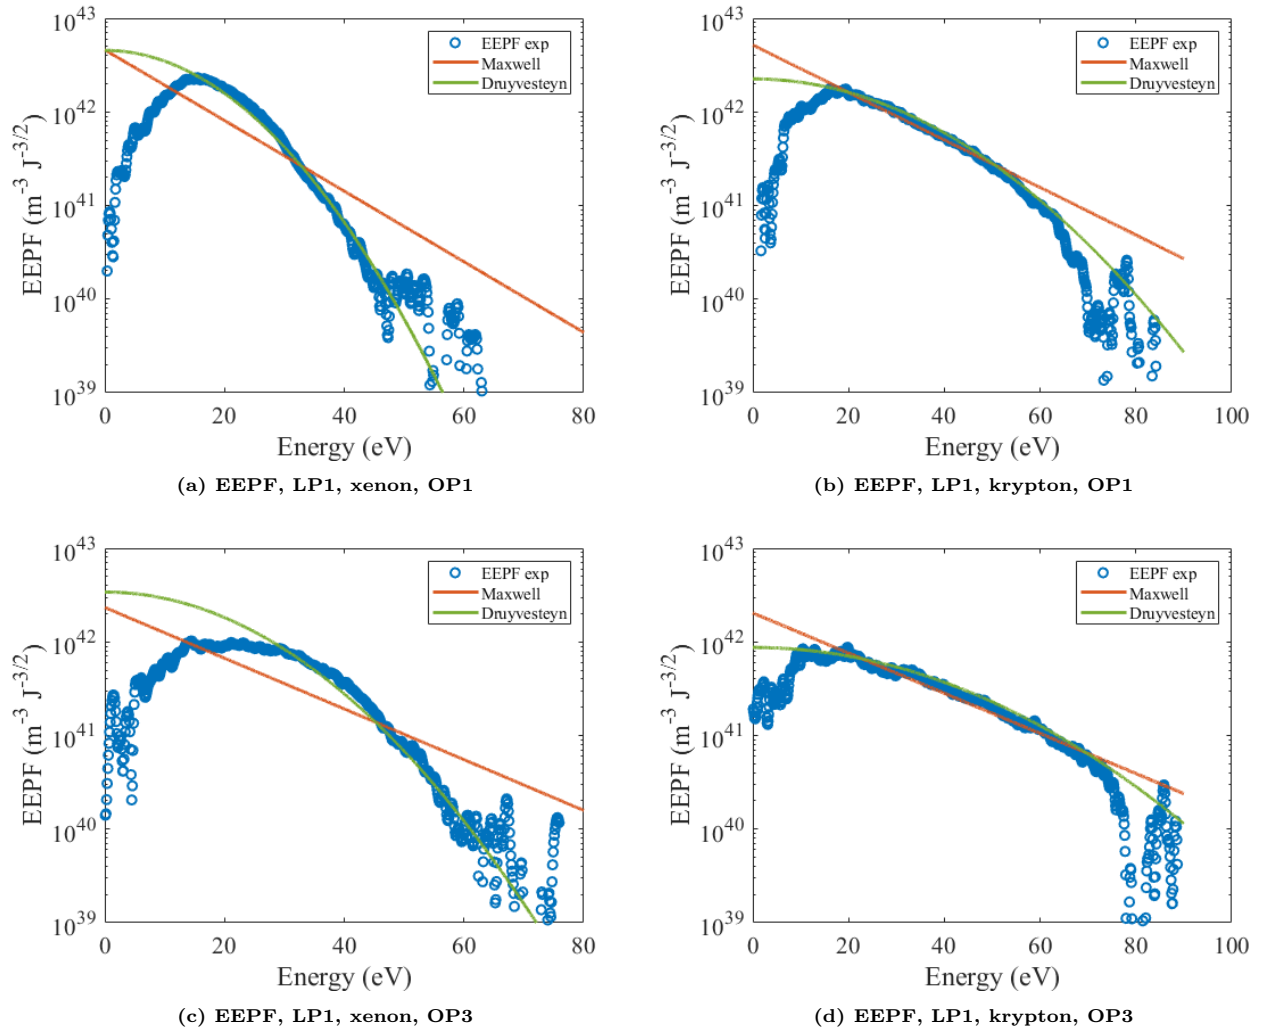 10^43
10^42
10^41
10^40
10^39
EEPF (m^-3 J^-3/2)
0 20 40 60 80
Energy (eV)
EEPF exp
Maxwell
Druyvesteyn
(a) EEPF, LP1, xenon, OP1
10^43
10^42
10^41
10^40
10^39
EEPF (m^-3 J^-3/2)
0 20 40 60 80 100
Energy (eV)
EEPF exp
Maxwell
Druyvesteyn
(b) EEPF, LP1, krypton, OP1
10^43
10^42
10^41
10^40
10^39
EEPF (m^-3 J^-3/2)
0 20 40 60 80
Energy (eV)
EEPF exp
Maxwell
Druyvesteyn
(c) EEPF, LP1, xenon, OP3
10^43
10^42
10^41
10^40
10^39
EEPF (m^-3 J^-3/2)
0 20 40 60 80 100
Energy (eV)
EEPF exp
Maxwell
Druyvesteyn
(d) EEPF, LP1, krypton, OP3